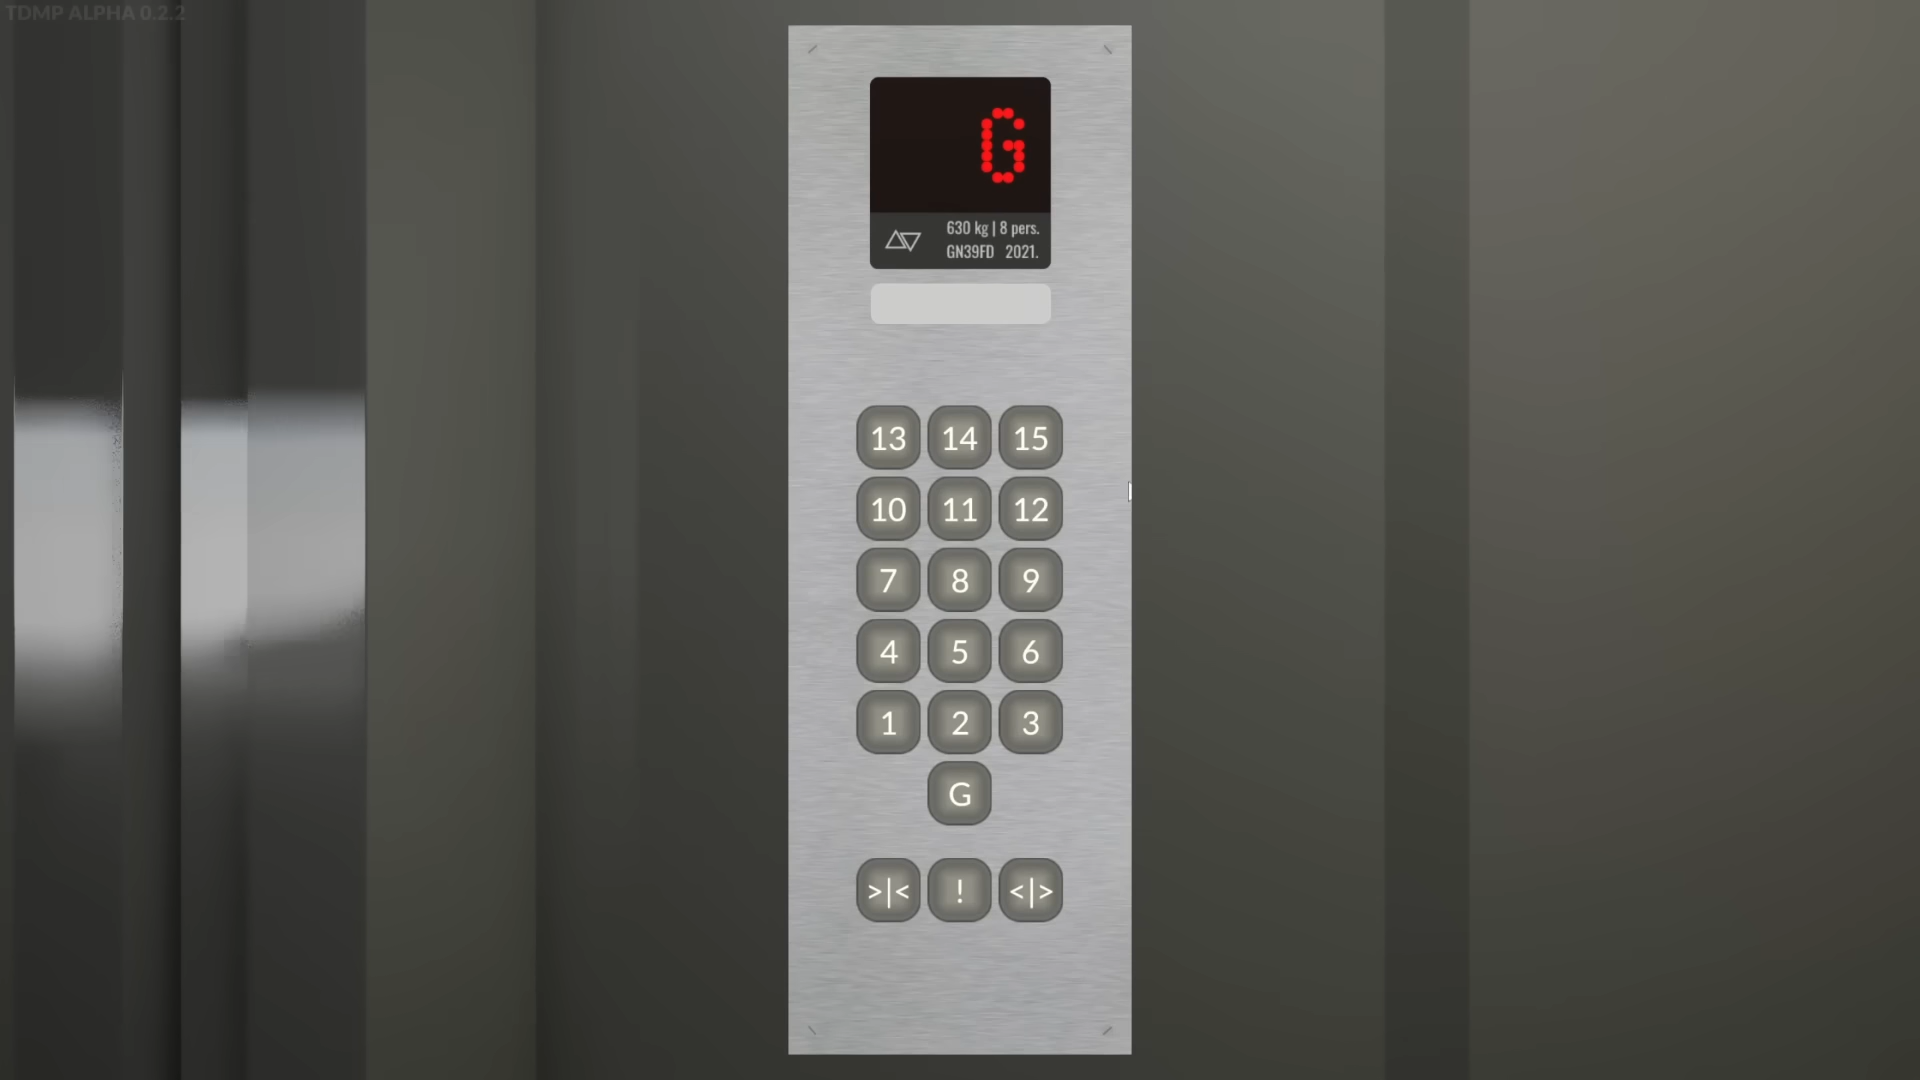 TDMP ALPHA 0.2.2
G
630 kg | 8 pers.
GN39FD 2021.
13 14 15
10 11 12
7 8 9
4 5 6
1 2 3
G
>|< ! <|>